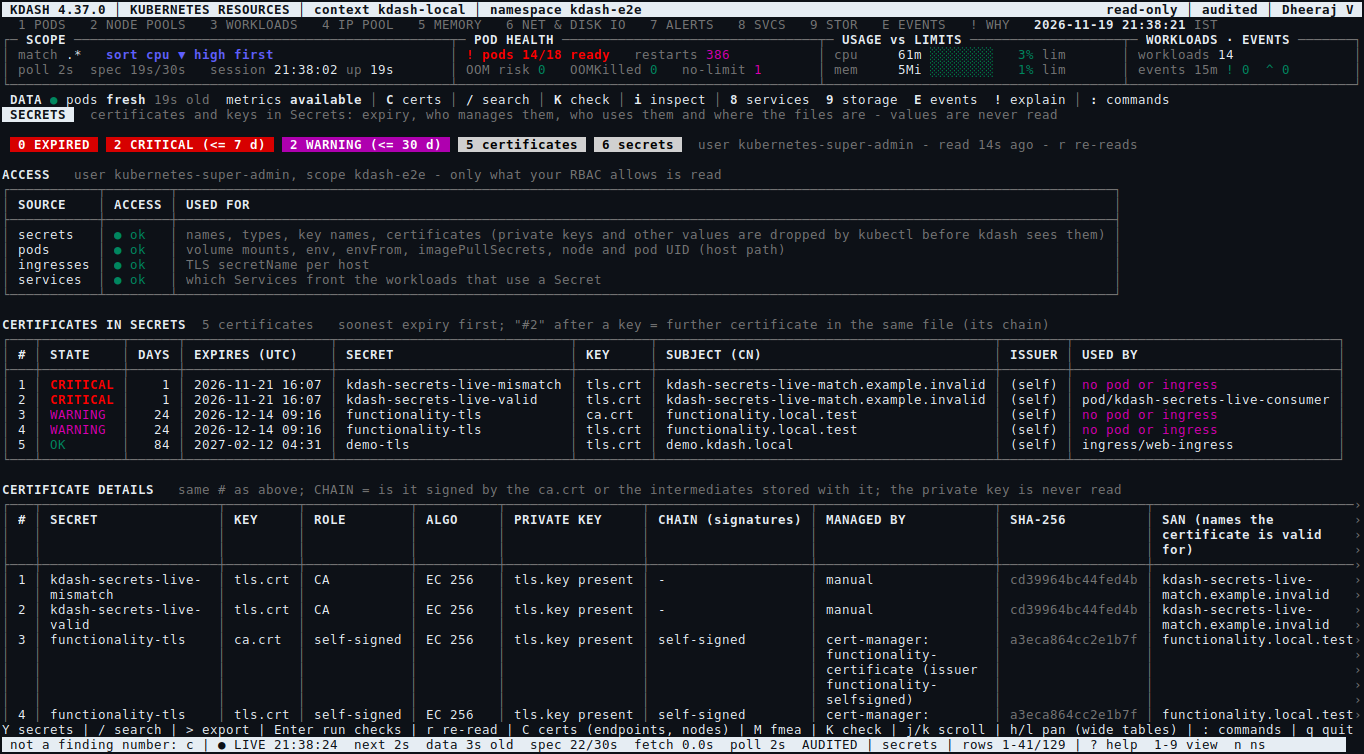 KDASH 4.37.0 │ KUBERNETES RESOURCES │ context kdash-local │ namespace kdash-e2e read-only │ audited │ Dheeraj V
1 PODS 2 NODE POOLS 3 WORKLOADS 4 IP POOL 5 MEMORY 6 NET & DISK IO 7 ALERTS 8 SVCS 9 STOR E EVENTS ! WHY 2026-11-19 21:38:21 IST
SCOPE POD HEALTH USAGE vs LIMITS WORKLOADS · EVENTS
match .* sort cpu ▼ high first │ ! pods 14/18 ready restarts 386 │ cpu 61m 3% lim │ workloads 14
poll 2s spec 19s/30s session 21:38:02 up 19s │ OOM risk 0 OOMKilled 0 no-limit 1 │ mem 5Mi 1% lim │ events 15m ! 0 ^ 0
DATA ● pods fresh 19s old metrics available │ C certs │ / search │ K check │ i inspect │ 8 services 9 storage E events ! explain │ : commands
SECRETS certificates and keys in Secrets: expiry, who manages them, who uses them and where the files are - values are never read
0 EXPIRED 2 CRITICAL (<= 7 d) 2 WARNING (<= 30 d) 5 certificates 6 secrets user kubernetes-super-admin - read 14s ago - r re-reads
ACCESS user kubernetes-super-admin, scope kdash-e2e - only what your RBAC allows is read
SOURCE │ ACCESS │ USED FOR
secrets │ ● ok │ names, types, key names, certificates (private keys and other values are dropped by kubectl before kdash sees them)
pods │ ● ok │ volume mounts, env, envFrom, imagePullSecrets, node and pod UID (host path)
ingresses │ ● ok │ TLS secretName per host
services │ ● ok │ which Services front the workloads that use a Secret
CERTIFICATES IN SECRETS 5 certificates soonest expiry first; "#2" after a key = further certificate in the same file (its chain)
# │ STATE │ DAYS │ EXPIRES (UTC) │ SECRET │ KEY │ SUBJECT (CN) │ ISSUER │ USED BY
1 │ CRITICAL │ 1 │ 2026-11-21 16:07 │ kdash-secrets-live-mismatch │ tls.crt │ kdash-secrets-live-match.example.invalid │ (self) │ no pod or ingress
2 │ CRITICAL │ 1 │ 2026-11-21 16:07 │ kdash-secrets-live-valid │ tls.crt │ kdash-secrets-live-match.example.invalid │ (self) │ pod/kdash-secrets-live-consumer
3 │ WARNING │ 24 │ 2026-12-14 09:16 │ functionality-tls │ ca.crt │ functionality.local.test │ (self) │ no pod or ingress
4 │ WARNING │ 24 │ 2026-12-14 09:16 │ functionality-tls │ tls.crt │ functionality.local.test │ (self) │ no pod or ingress
5 │ OK │ 84 │ 2027-02-12 04:31 │ demo-tls │ tls.crt │ demo.kdash.local │ (self) │ ingress/web-ingress
CERTIFICATE DETAILS same # as above; CHAIN = is it signed by the ca.crt or the intermediates stored with it; the private key is never read
# │ SECRET │ KEY │ ROLE │ ALGO │ PRIVATE KEY │ CHAIN (signatures) │ MANAGED BY │ SHA-256 │ SAN (names the
certificate is valid
for)
1 │ kdash-secrets-live- │ tls.crt │ CA │ EC 256 │ tls.key present │ - │ manual │ cd39964bc44fed4b │ kdash-secrets-live-
mismatch │ match.example.invalid
2 │ kdash-secrets-live- │ tls.crt │ CA │ EC 256 │ tls.key present │ - │ manual │ cd39964bc44fed4b │ kdash-secrets-live-
valid │ match.example.invalid
3 │ functionality-tls │ ca.crt │ self-signed │ EC 256 │ tls.key present │ self-signed │ cert-manager: │ a3eca864cc2e1b7f │ functionality.local.test
functionality-
certificate (issuer
functionality-
selfsigned)
4 │ functionality-tls │ tls.crt │ self-signed │ EC 256 │ tls.key present │ self-signed │ cert-manager: │ a3eca864cc2e1b7f │ functionality.local.test
Y secrets | / search | > export | Enter run checks | r re-read | C certs (endpoints, nodes) | M fmea | K check | j/k scroll | h/l pan (wide tables) | : commands | q quit
not a finding number: c | ● LIVE 21:38:24 next 2s data 3s old spec 22/30s fetch 0.0s poll 2s AUDITED | secrets | rows 1-41/129 | ? help 1-9 view n ns